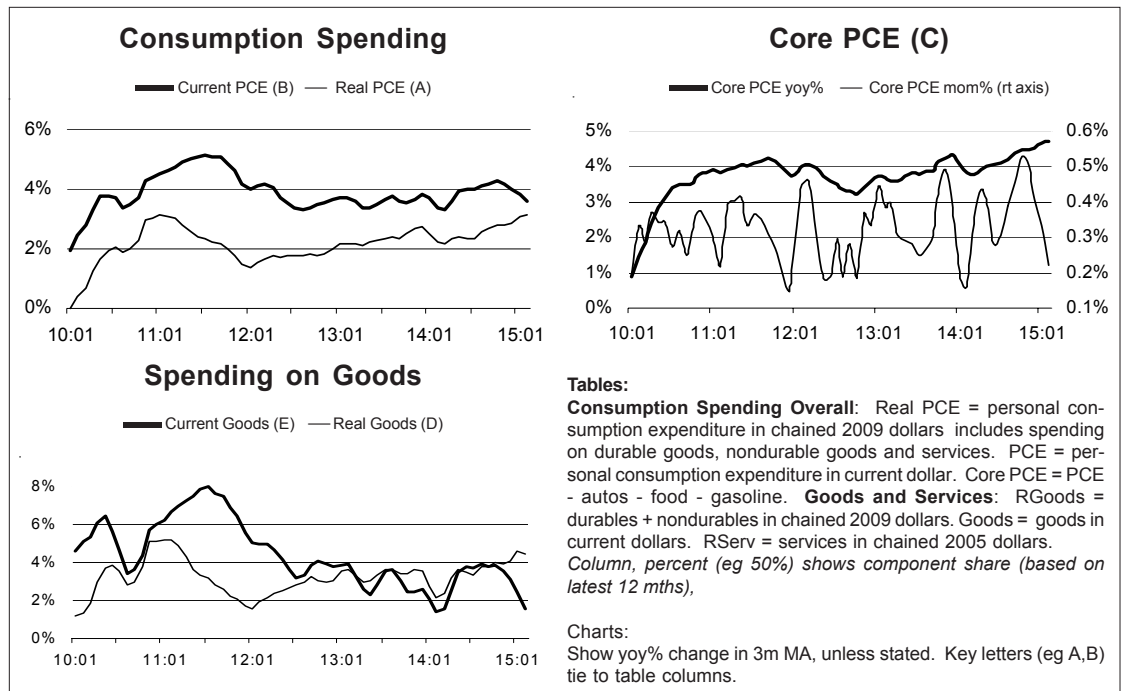 Consumption Spending
Current PCE (B) Real PCE (A)
6%
4%
2%
0%
10:01 11:01 12:01 13:01 14:01 15:01
Core PCE (C)
Core PCE yoy% Core PCE mom% (rt axis)
5% 0.6%
4% 0.5%
3% 0.4%
2% 0.3%
1% 0.2%
0% 0.1%
10:01 11:01 12:01 13:01 14:01 15:01
Spending on Goods
Current Goods (E) Real Goods (D)
8%
6%
4%
2%
0%
10:01 11:01 12:01 13:01 14:01 15:01
Tables:
Consumption Spending Overall: Real PCE = personal con-
sumption expenditure in chained 2009 dollars includes spending
on durable goods, nondurable goods and services. PCE = per-
sonal consumption expenditure in current dollar. Core PCE = PCE
- autos - food - gasoline. Goods and Services: RGoods =
durables + nondurables in chained 2009 dollars. Goods = goods in
current dollars. RServ = services in chained 2005 dollars.
Column, percent (eg 50%) shows component share (based on
latest 12 mths),
Charts:
Show yoy% change in 3m MA, unless stated. Key letters (eg A,B)
tie to table columns.